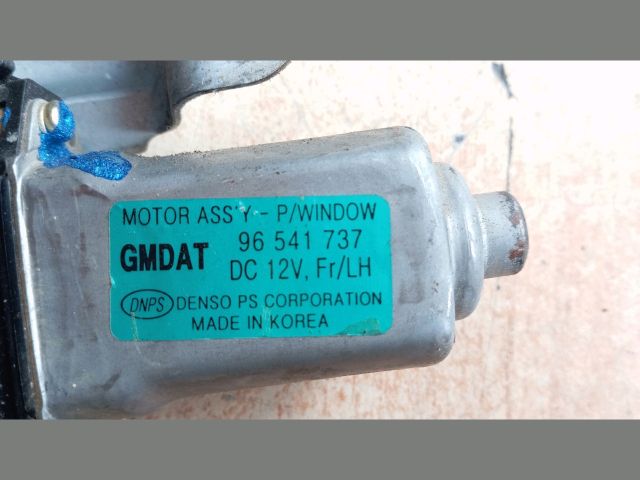 MOTOR ASS'Y - P/WINDOW
GMDAT 96 541 737
DC 12V, Fr/LH
DNPS DENSO PS CORPORATION
MADE IN KOREA